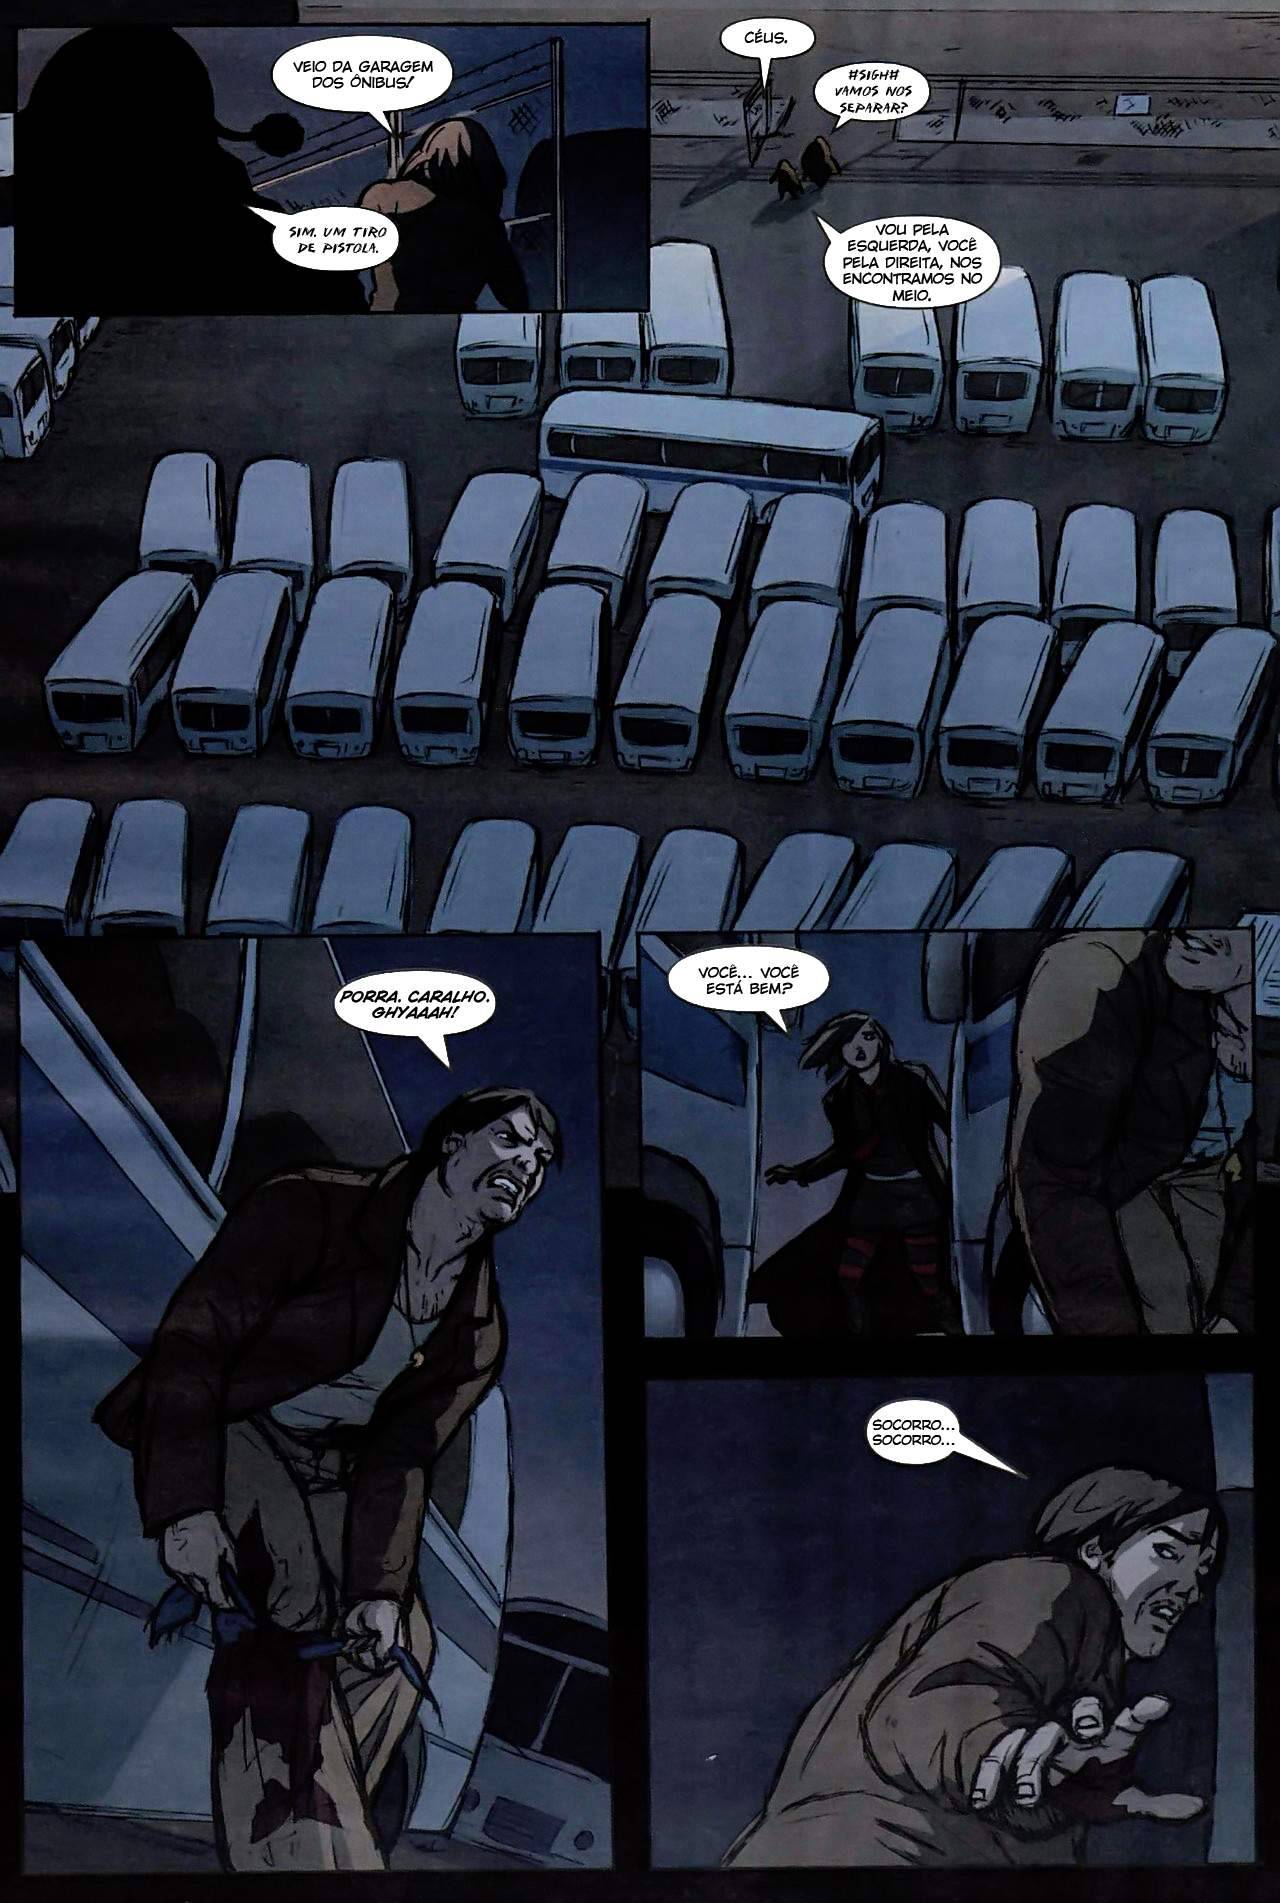 VEIO DA GARAGEM
DOS ÔNIBUS!
SIM. UM TIRO
DE PISTOLA.
CÉUS.
#SIGH#
VAMOS NOS
SEPARAR?
VOU PELA
ESQUERDA, VOCÊ
PELA DIREITA, NOS
ENCONTRAMOS NO
MEIO.
PORRA. CARALHO.
GHYAAAH!
VOCÊ... VOCÊ
ESTÁ BEM?
SOCORRO...
SOCORRO...